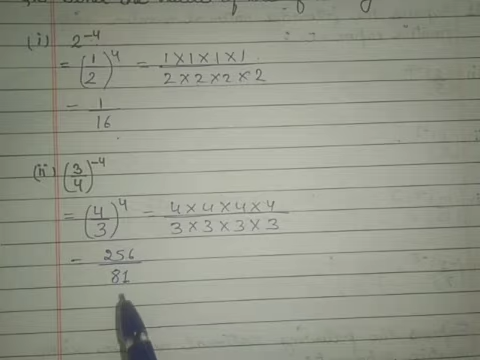 (i) 2⁻⁴
= (1/2)⁴ = 1×1×1×1 / 2×2×2×2
= 1/16
(ii) (3/4)⁻⁴
= (4/3)⁴ = 4×4×4×4 / 3×3×3×3
= 256/81